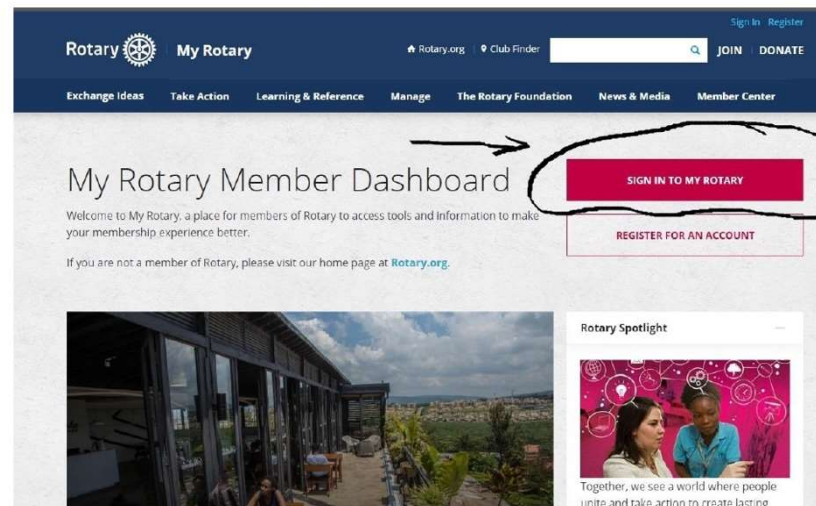 Sign In Register
Rotary My Rotary Rotary.org Club Finder JOIN DONATE
Exchange Ideas Take Action Learning & Reference Manage The Rotary Foundation News & Media Member Center
My Rotary Member Dashboard
SIGN IN TO MY ROTARY
Welcome to My Rotary, a place for members of Rotary to access tools and information to make
your membership experience better.
REGISTER FOR AN ACCOUNT
If you are not a member of Rotary, please visit our home page at Rotary.org.
Rotary Spotlight
Together, we see a world where people
unite and take action to create lasting